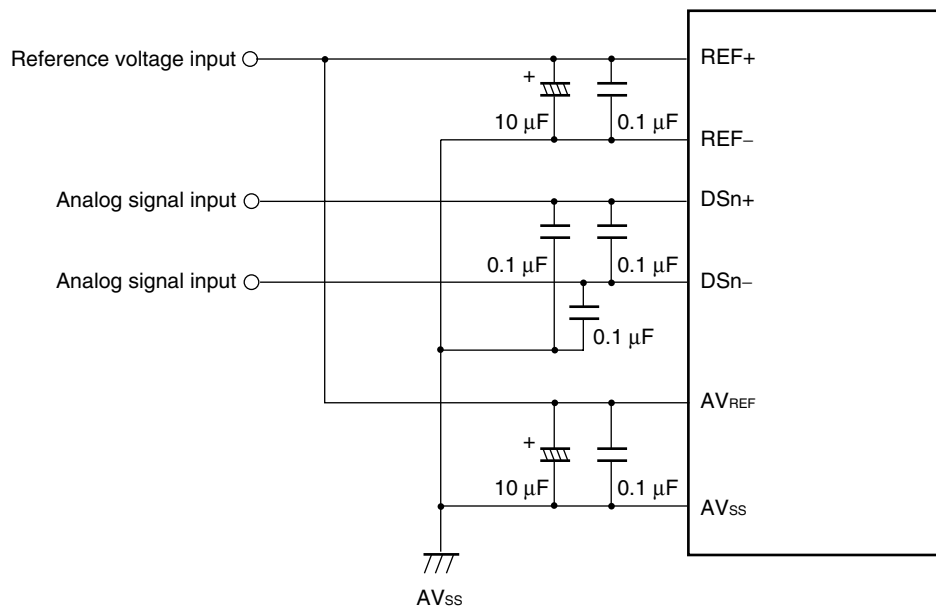 Reference voltage input
REF+
+
10 μF
0.1 μF
REF−
Analog signal input
DSn+
0.1 μF
0.1 μF
Analog signal input
DSn−
0.1 μF
AVREF
+
10 μF
0.1 μF
AVSS
AVSS